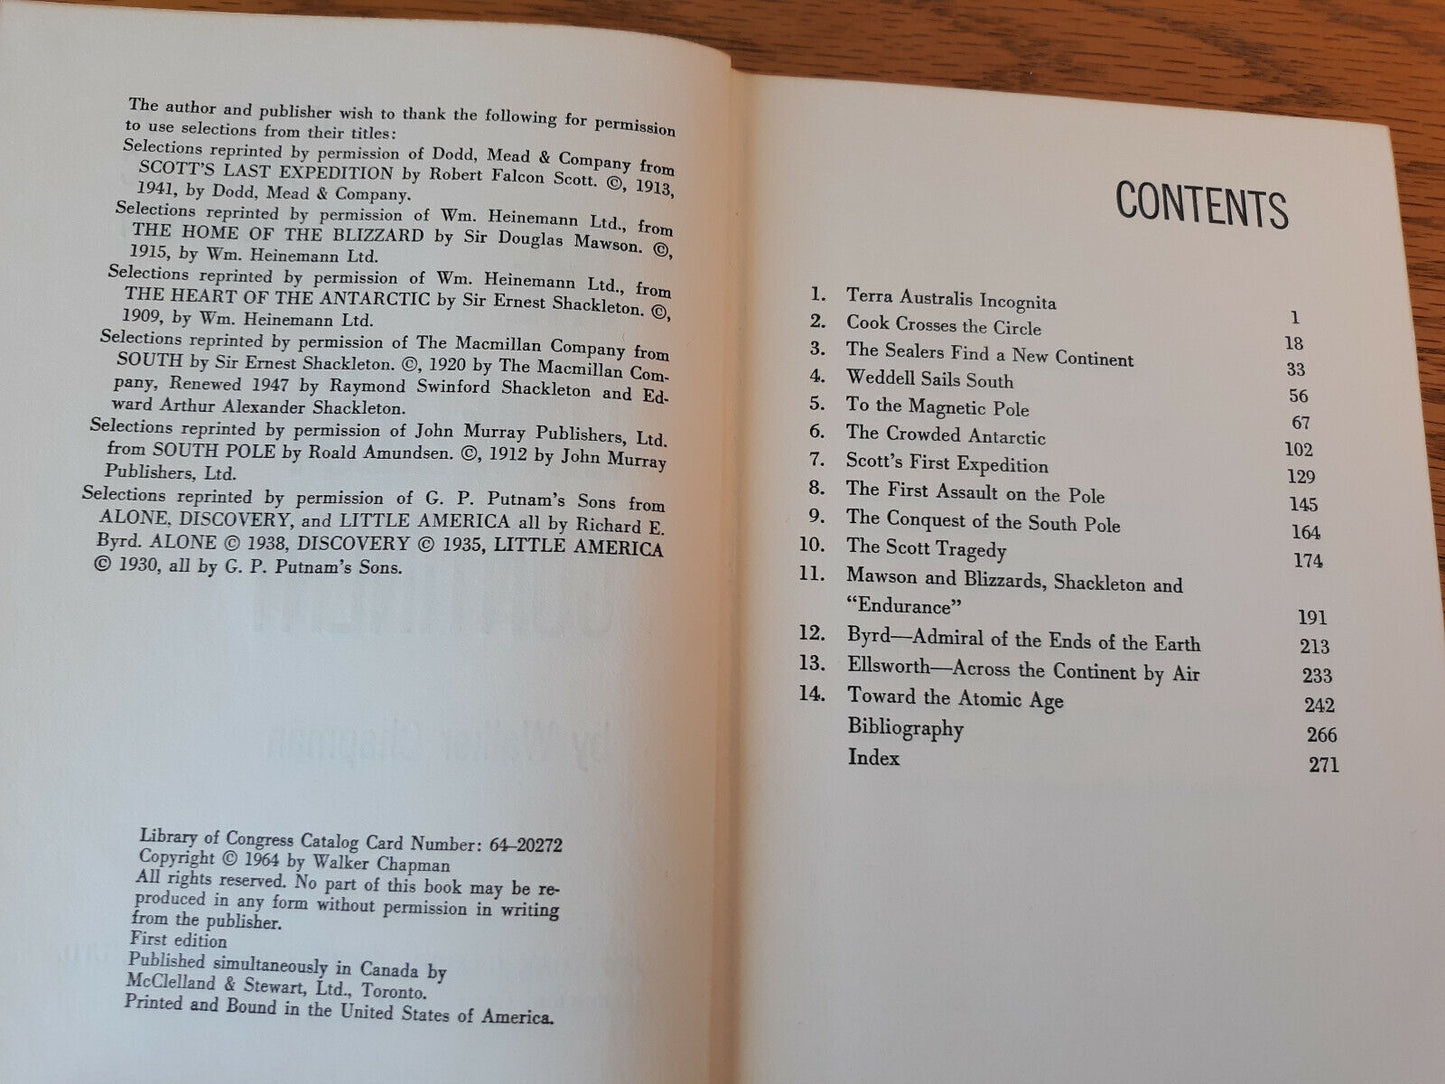 The author and publisher wish to thank the following for permission
to use selections from their titles:
Selections reprinted by permission of Dodd, Mead & Company from
SCOTT'S LAST EXPEDITION by Robert Falcon Scott. ©, 1913,
1941, by Dodd, Mead & Company.
Selections reprinted by permission of Wm. Heinemann Ltd., from
THE HOME OF THE BLIZZARD by Sir Douglas Mawson. ©,
1915, by Wm. Heinemann Ltd.
Selections reprinted by permission of Wm. Heinemann Ltd., from
THE HEART OF THE ANTARCTIC by Sir Ernest Shackleton. ©,
1909, by Wm. Heinemann Ltd.
Selections reprinted by permission of The Macmillan Company from
SOUTH by Sir Ernest Shackleton. ©, 1920 by The Macmillan Com-
pany, Renewed 1947 by Raymond Swinford Shackleton and Ed-
ward Arthur Alexander Shackleton.
Selections reprinted by permission of John Murray Publishers, Ltd.
from SOUTH POLE by Roald Amundsen. ©, 1912 by John Murray
Publishers, Ltd.
Selections reprinted by permission of G. P. Putnam's Sons from
ALONE, DISCOVERY, and LITTLE AMERICA all by Richard E.
Byrd. ALONE © 1938, DISCOVERY © 1935, LITTLE AMERICA
© 1930, all by G. P. Putnam's Sons.
by Walker Chapman
Library of Congress Catalog Card Number: 64–20272
Copyright © 1964 by Walker Chapman
All rights reserved. No part of this book may be re-
produced in any form without permission in writing
from the publisher.
First edition
Published simultaneously in Canada by
McClelland & Stewart, Ltd., Toronto.
Printed and Bound in the United States of America.
CONTENTS
1. Terra Australis Incognita 1
2. Cook Crosses the Circle 18
3. The Sealers Find a New Continent 33
4. Weddell Sails South 56
5. To the Magnetic Pole 67
6. The Crowded Antarctic 102
7. Scott's First Expedition 129
8. The First Assault on the Pole 145
9. The Conquest of the South Pole 164
10. The Scott Tragedy 174
11. Mawson and Blizzards, Shackleton and
"Endurance" 191
12. Byrd—Admiral of the Ends of the Earth 213
13. Ellsworth—Across the Continent by Air 233
14. Toward the Atomic Age 242
Bibliography 266
Index 271